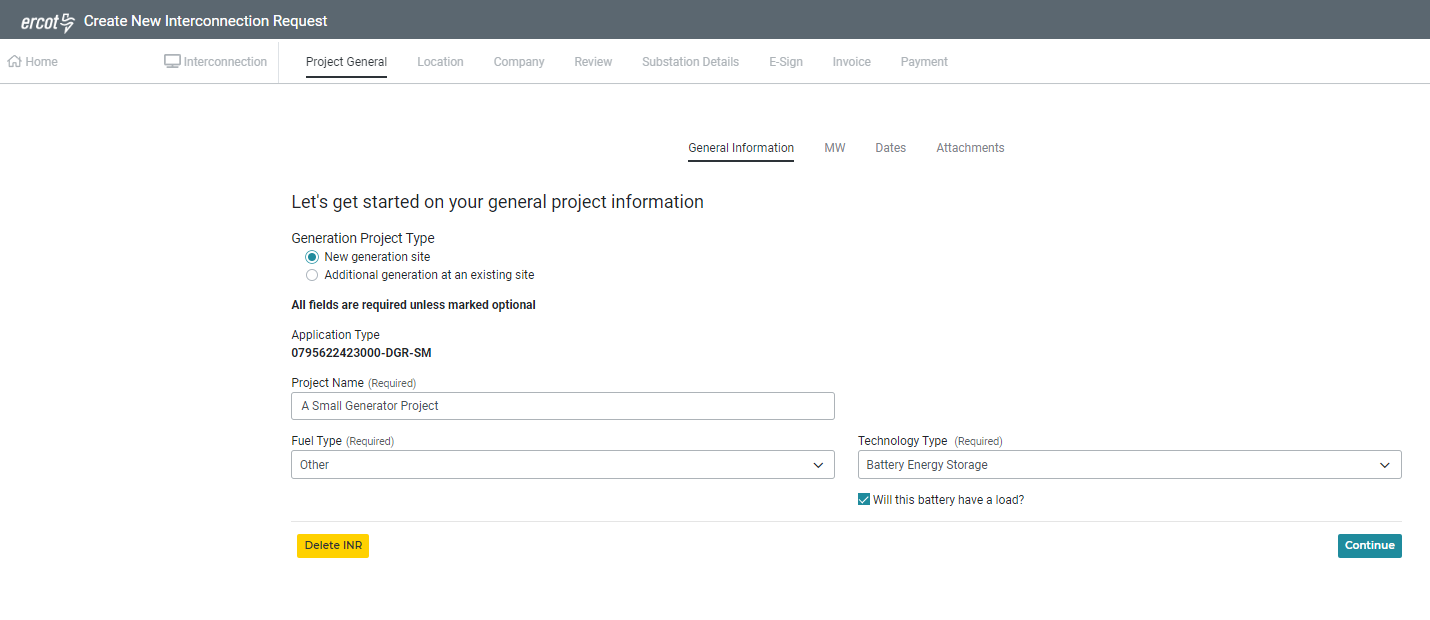 ercot Create New Interconnection Request
Home Interconnection Project General Location Company Review Substation Details E-Sign Invoice Payment
General Information MW Dates Attachments
Let's get started on your general project information
Generation Project Type
New generation site
Additional generation at an existing site
All fields are required unless marked optional
Application Type
0795622423000-DGR-SM
Project Name (Required)
A Small Generator Project
Fuel Type (Required) Technology Type (Required)
Other Battery Energy Storage
Will this battery have a load?
Delete INR Continue